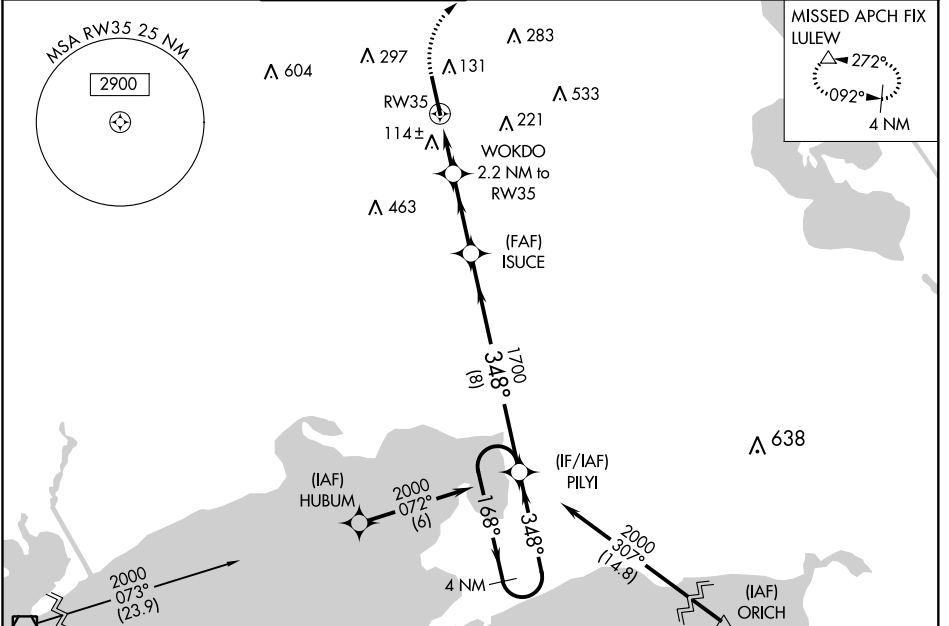 MSA RW35 25 NM
2900
604
297
283
131
533
RW35
221
114±
WOKDO
2.2 NM to
RW35
463
(FAF)
ISUCE
MISSED APCH FIX
LULEW
272°
092°
4 NM
1700
348°
(8)
638
(IAF)
HUBUM
2000
072°
(6)
(IF/IAF)
PILYI
168°
348°
4 NM
2000
307°
(14.8)
(IAF)
ORICH
2000
073°
(23.9)